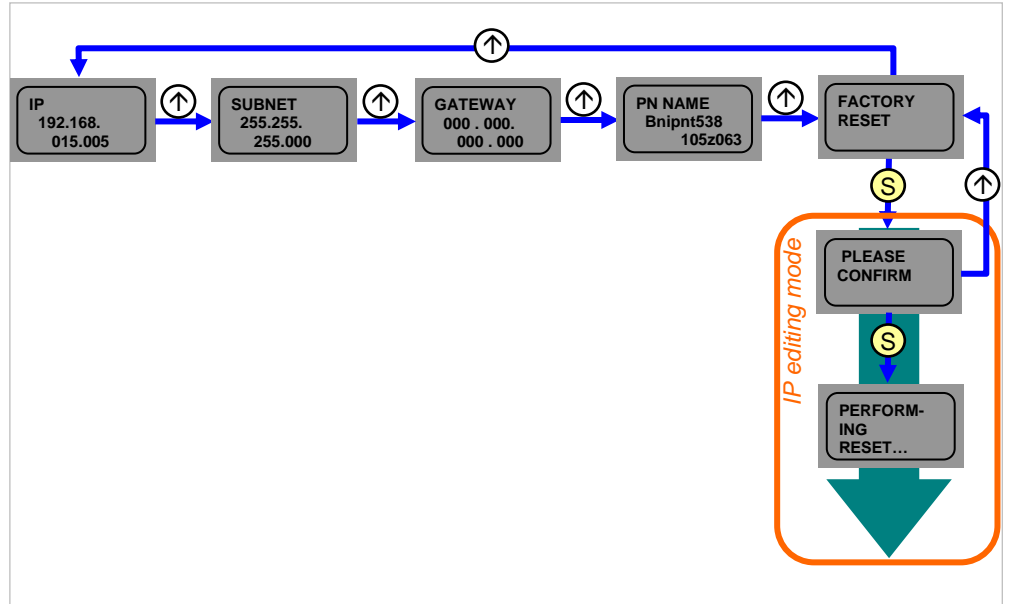 ↑
IP
192.168.
015.005
↑
SUBNET
255.255.
255.000
↑
GATEWAY
000 . 000.
000 . 000
↑
PN NAME
Bnipnt538
105z063
↑
FACTORY
RESET
S
↑
IP editing mode
PLEASE
CONFIRM
S
PERFORM-
ING
RESET...